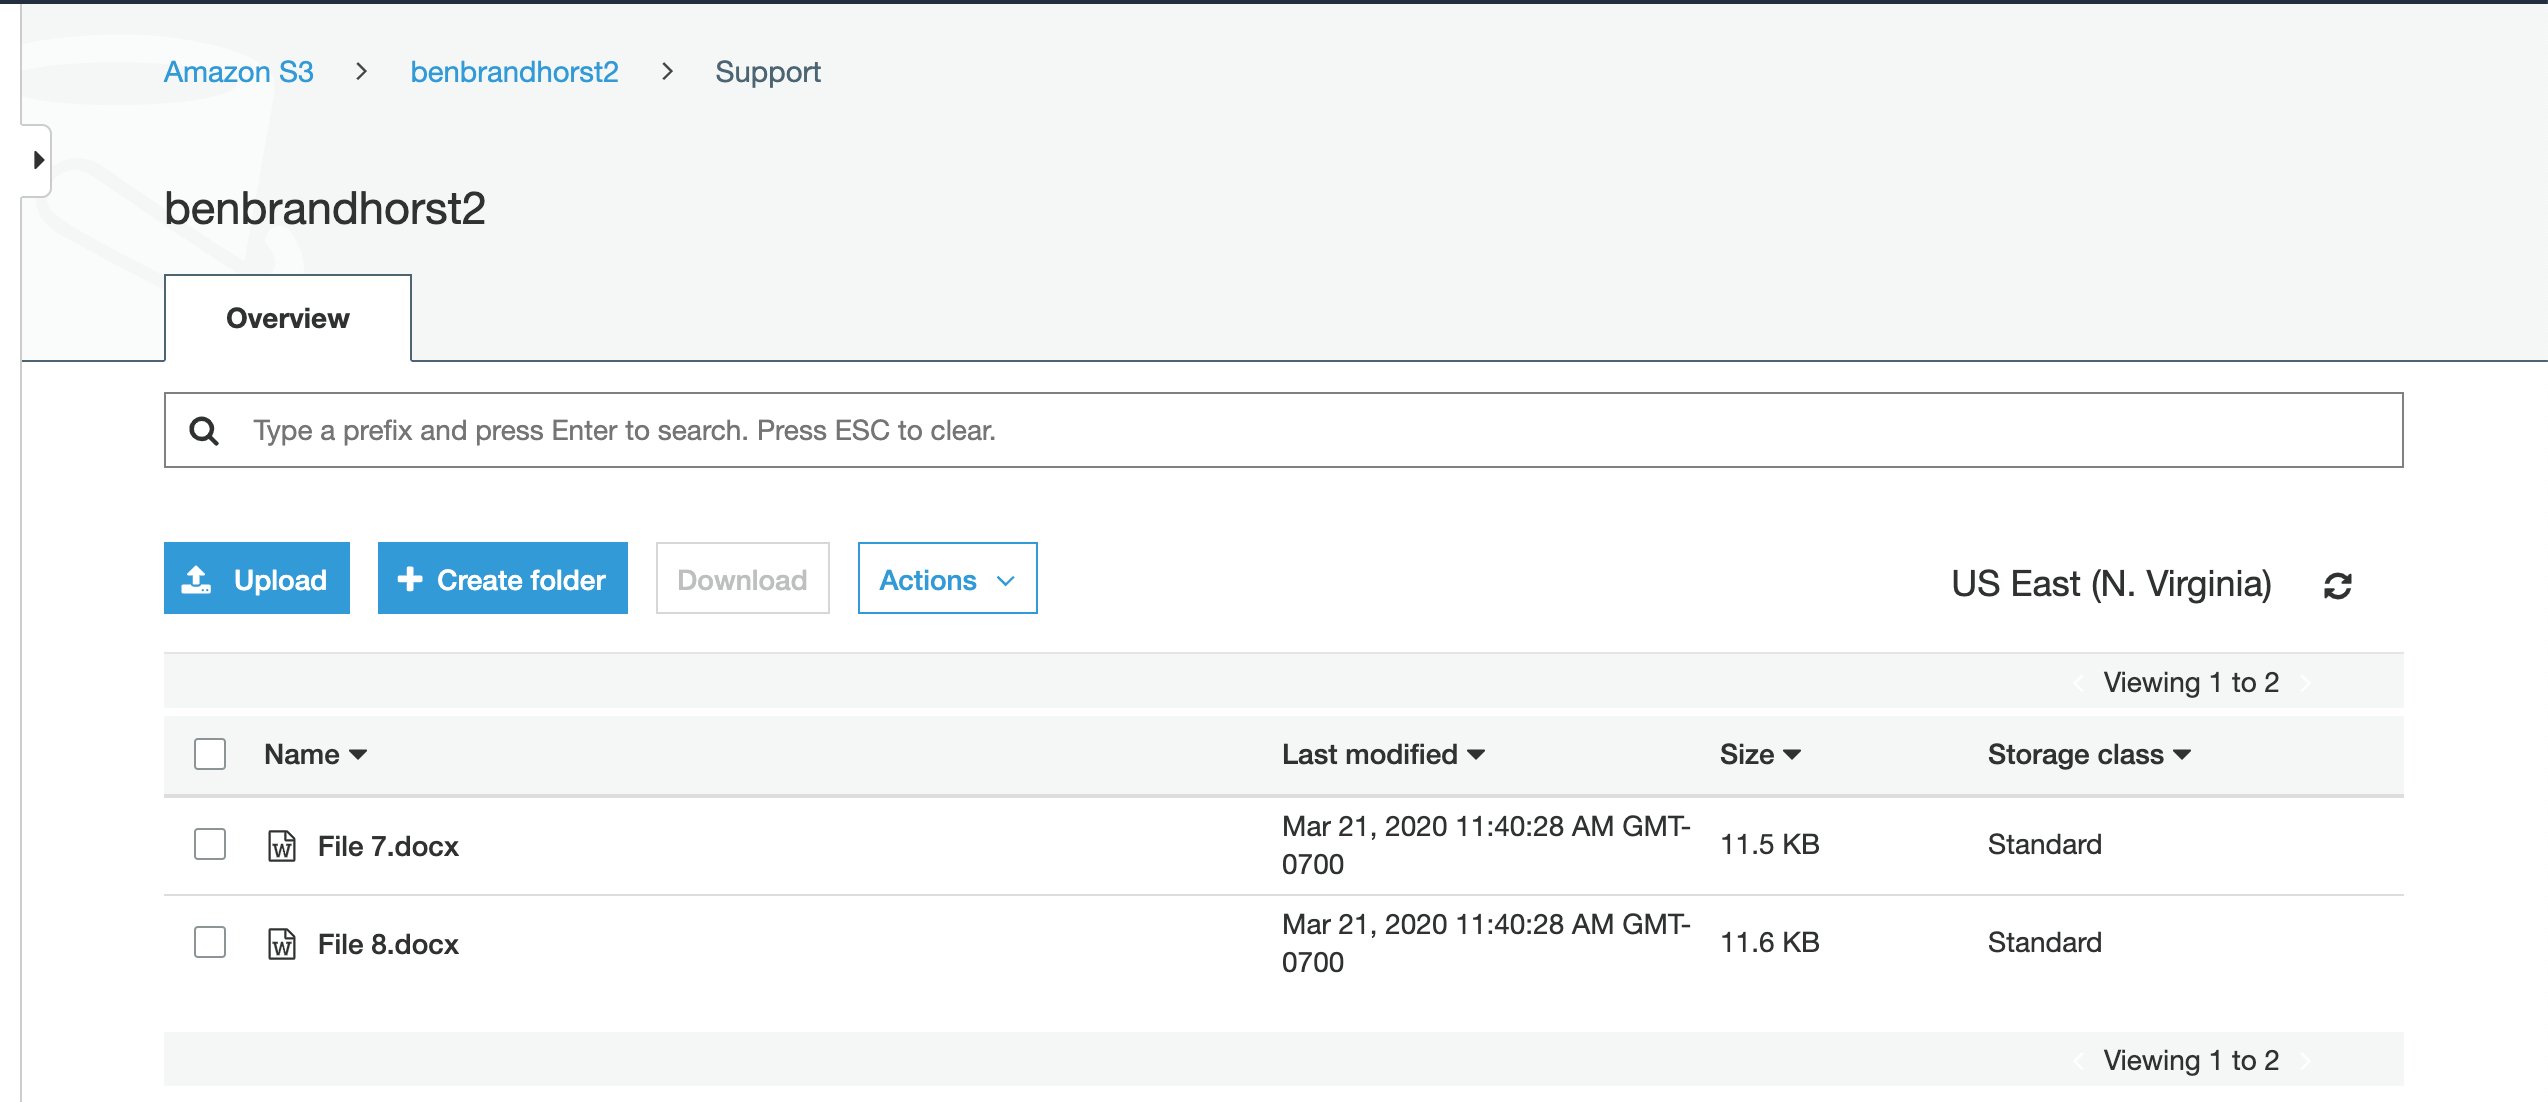 Amazon S3 > benbrandhorst2 > Support
benbrandhorst2
Overview
Type a prefix and press Enter to search. Press ESC to clear.
Upload Create folder Download Actions US East (N. Virginia)
Viewing 1 to 2
Name Last modified Size Storage class
File 7.docx Mar 21, 2020 11:40:28 AM GMT-
0700 11.5 KB Standard
File 8.docx Mar 21, 2020 11:40:28 AM GMT-
0700 11.6 KB Standard
Viewing 1 to 2